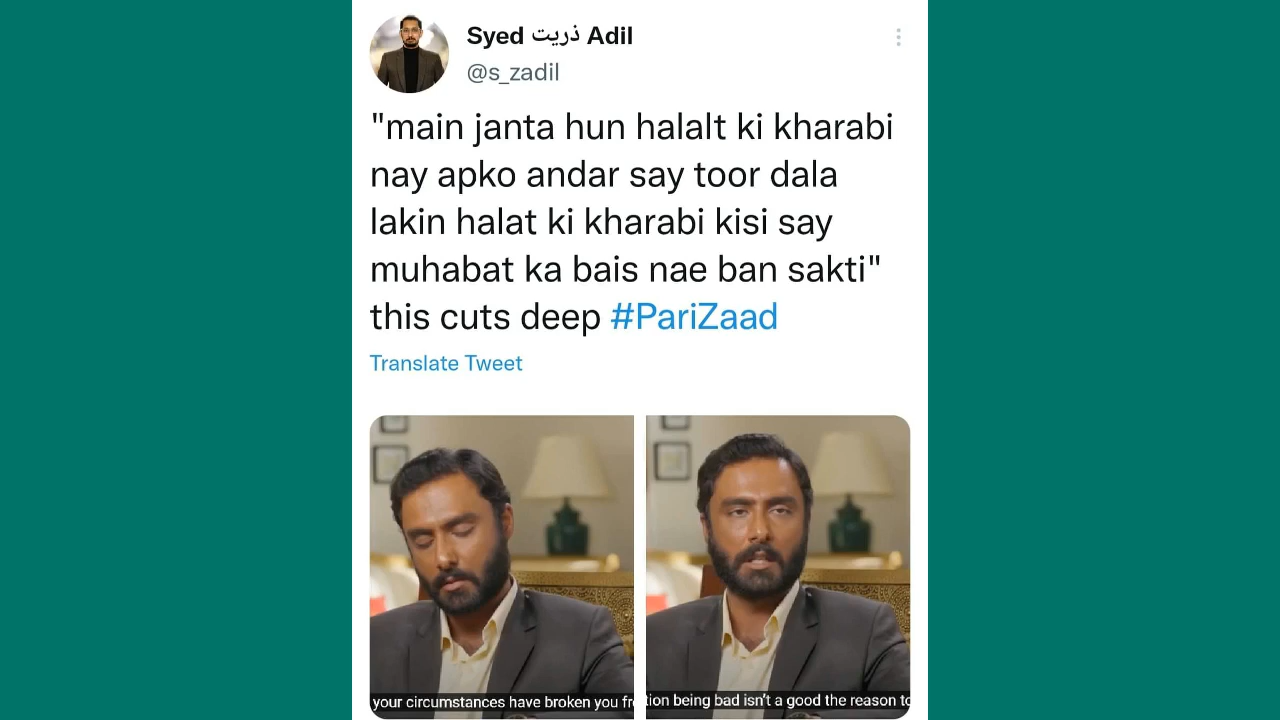 Syed ذریت Adil
@s_zadil
"main janta hun halalt ki kharabi
nay apko andar say toor dala
lakin halat ki kharabi kisi say
muhabat ka bais nae ban sakti"
this cuts deep #PariZaad
Translate Tweet
your circumstances have broken you fr
tion being bad isn't a good the reason to